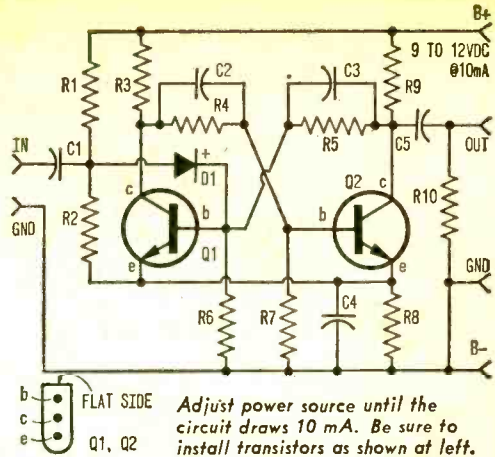 B+
9 TO 12VDC
@10mA
R1
R3
C2
R4
C3
R5
R9
C5
OUT
IN
C1
D1
+
R2
c
b
e
Q1
Q2
c
b
e
R10
GND
GND
R6
R7
C4
R8
B-
b
c
e
FLAT SIDE
Q1, Q2
Adjust power source until the
circuit draws 10 mA. Be sure to
install transistors as shown at left.